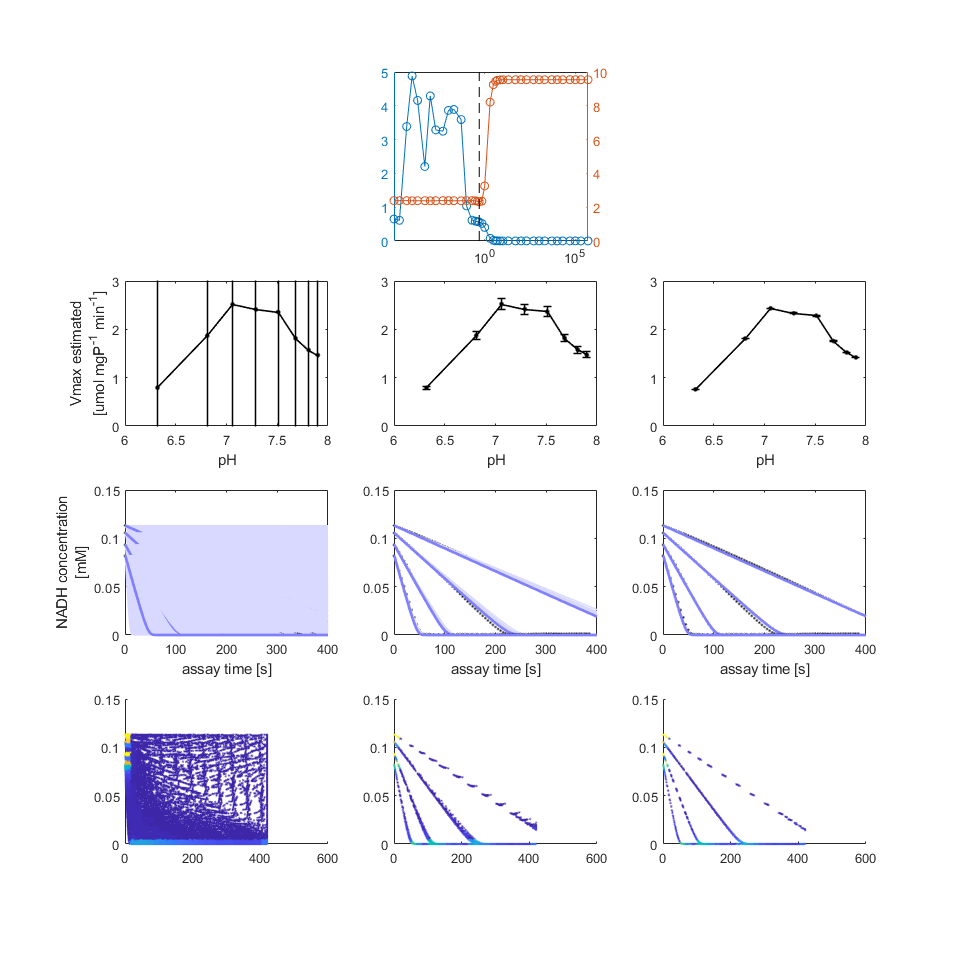 5 10
4 8
3 6
2 4
1 2
0 0
10^0 10^5
3 3 3
2 2 2
1 1 1
0 0 0
Vmax estimated
[umol mgP^-1 min^-1]
6 6.5 7 7.5 8 6 6.5 7 7.5 8 6 6.5 7 7.5 8
pH pH pH
0.15 0.15 0.15
0.1 0.1 0.1
0.05 0.05 0.05
0 0 0
NADH concentration
[mM]
0 100 200 300 400 0 100 200 300 400 0 100 200 300 400
assay time [s] assay time [s] assay time [s]
0.15 0.15 0.15
0.1 0.1 0.1
0.05 0.05 0.05
0 0 0
0 200 400 600 0 200 400 600 0 200 400 600